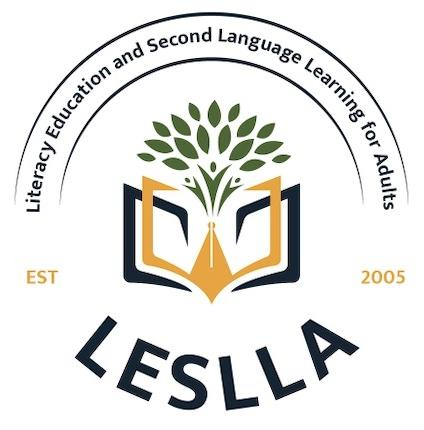 Literacy Education and Second Language Learning for Adults
EST 2005
LESLLA